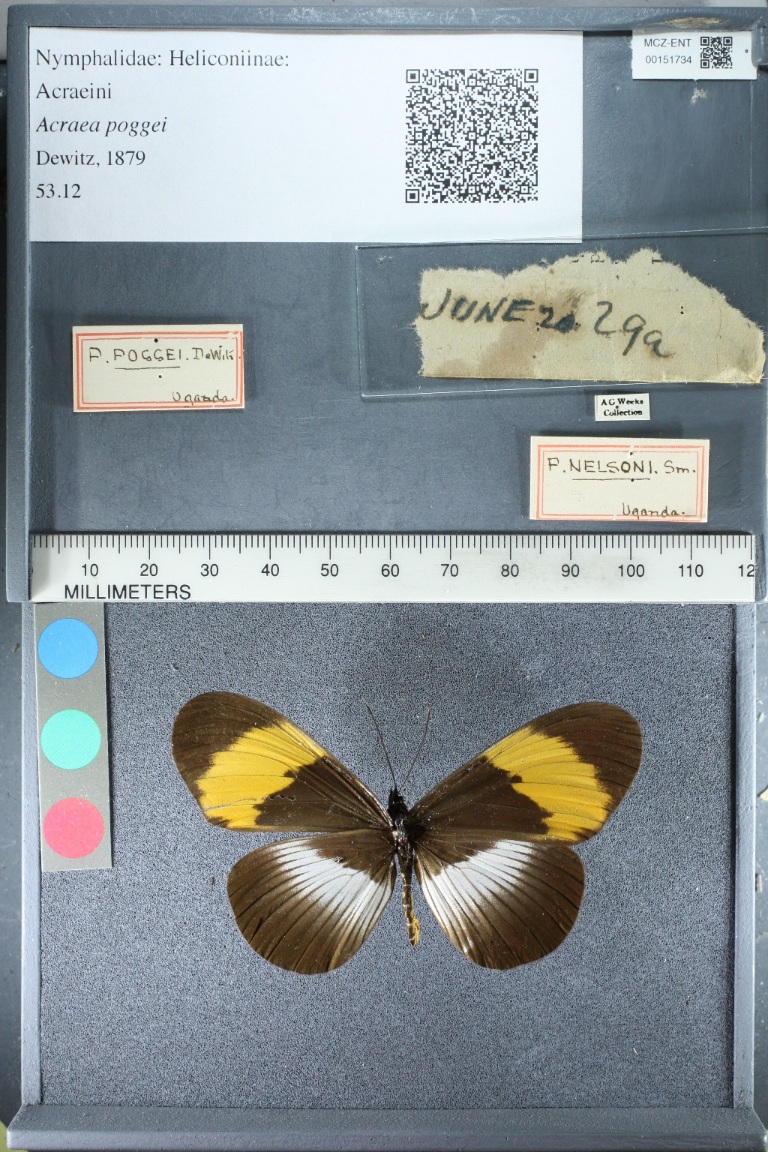 Nymphalidae: Heliconiinae:
Acraeini
Acraea poggei
Dewitz, 1879
53.12
MCZ-ENT
00151734
JUNE 20 29a
P. POGGEI. DeWitz.
Uganda.
A G Weeks
Collection
P. NELSONI. Sm.
Uganda.
10 20 30 40 50 60 70 80 90 100 110 12
MILLIMETERS